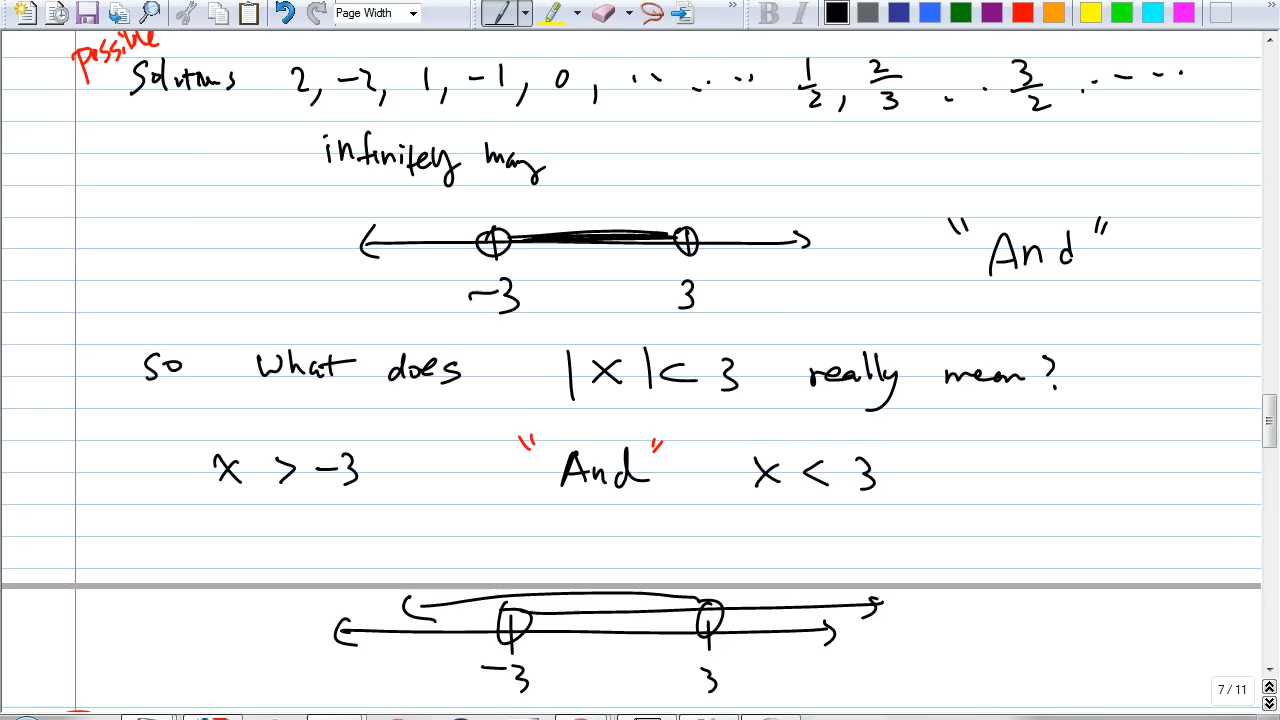 Page Width
B I U
possible
Solutions 2, -2, 1, -1, 0, ...... 1/2, 2/3 ... 3/2 ......
infinitely many
-3 3 "And"
So what does |x| < 3 really mean?
x > -3 "And" x < 3
-3 3
7 / 11